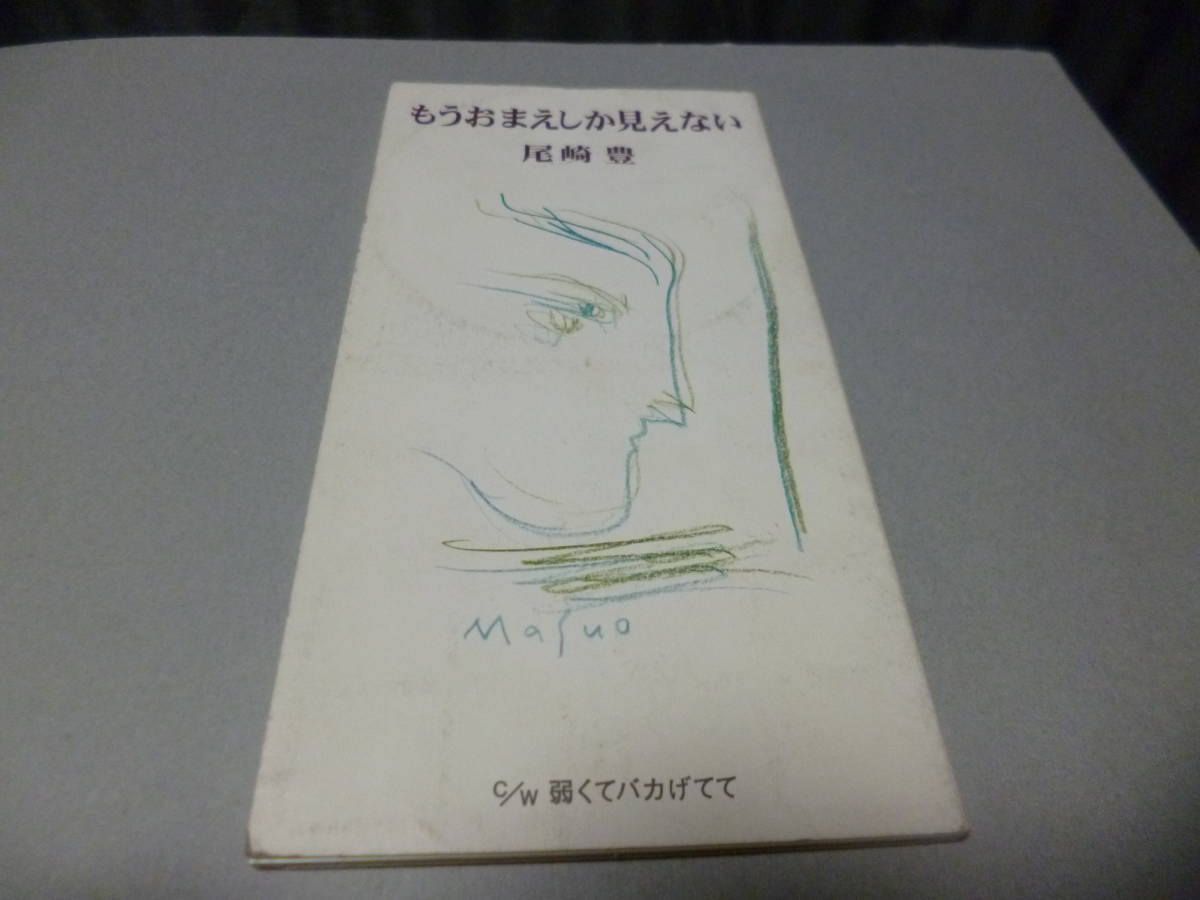 もうおまえしか見えない
尾崎 豊
Masuo
c/w 弱くてバカげてて